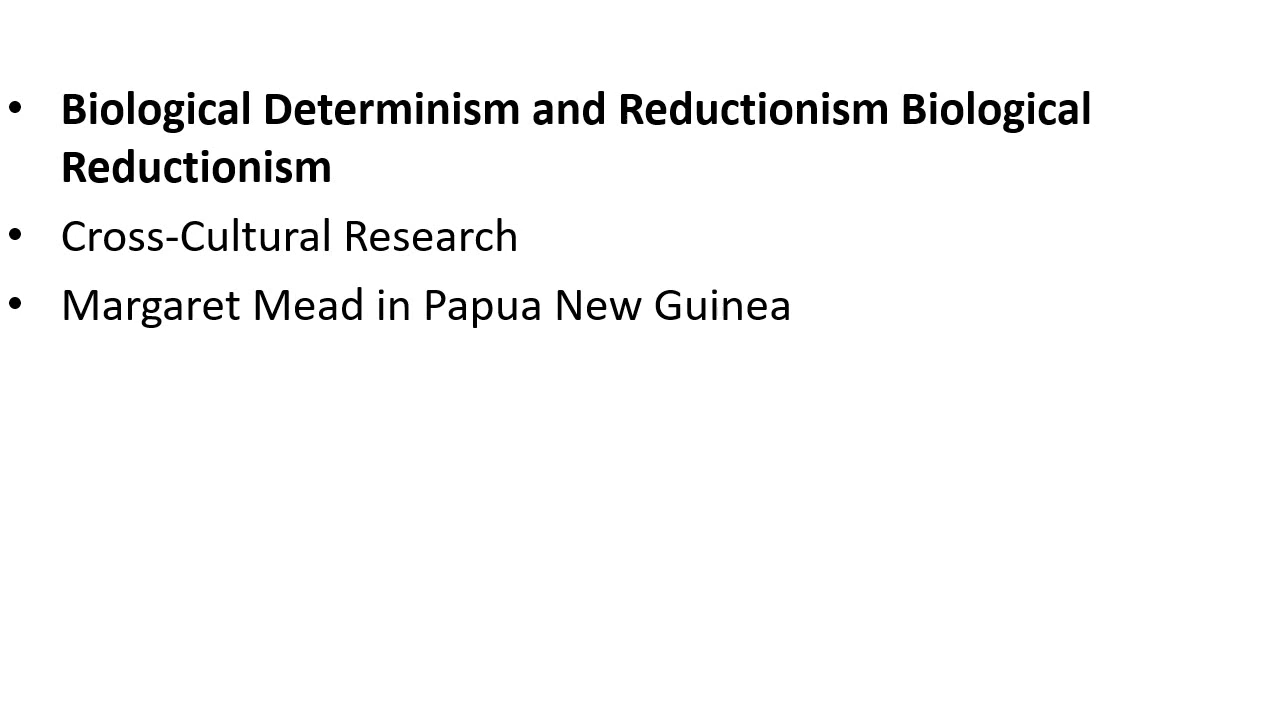 • Biological Determinism and Reductionism Biological
Reductionism
• Cross-Cultural Research
• Margaret Mead in Papua New Guinea